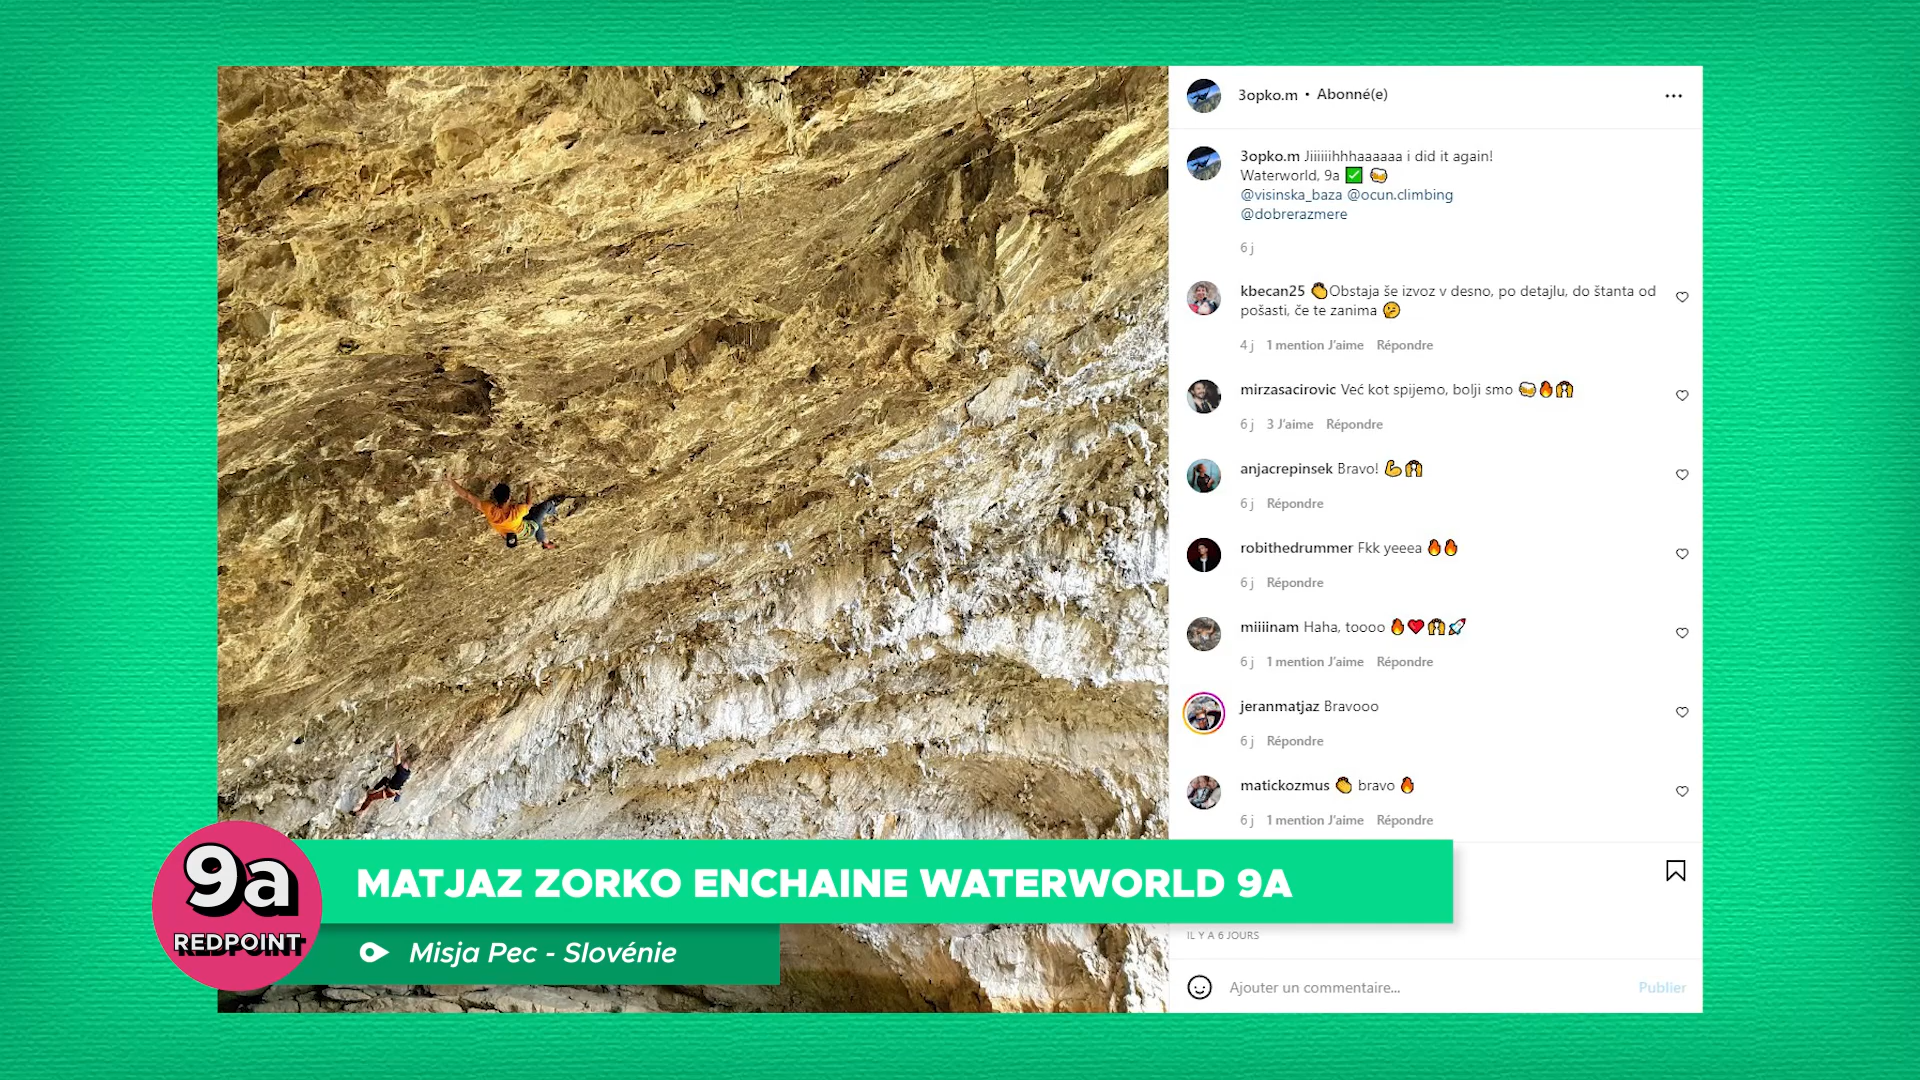 3opko.m • Abonné(e)
3opko.m Jiiiiiihhhaaaaaa i did it again!
Waterworld, 9a ✅ 🍻
@visinska_baza @ocun.climbing
@dobrerazmere
6 j
kbecan25 👏Obstaja še izvoz v desno, po detajlu, do štanta od
pošasti, če te zanima 🤔
4 j 1 mention J’aime Répondre
mirzasacirovic Već kot spijemo, bolji smo 🍻🔥🙌
6 j 3 J’aime Répondre
anjacrepinsek Bravo! 💪🙌
6 j Répondre
robithedrummer Fkk yeeea 🔥🔥
6 j Répondre
miiiinam Haha, toooo 🔥❤️🙌🚀
6 j 1 mention J’aime Répondre
jeranmatjaz Bravooo
6 j Répondre
matickozmus 👏 bravo 🔥
6 j 1 mention J’aime Répondre
9a
REDPOINT
MATJAZ ZORKO ENCHAINE WATERWORLD 9A
Misja Pec - Slovénie
IL Y A 6 JOURS
Ajouter un commentaire...
Publier